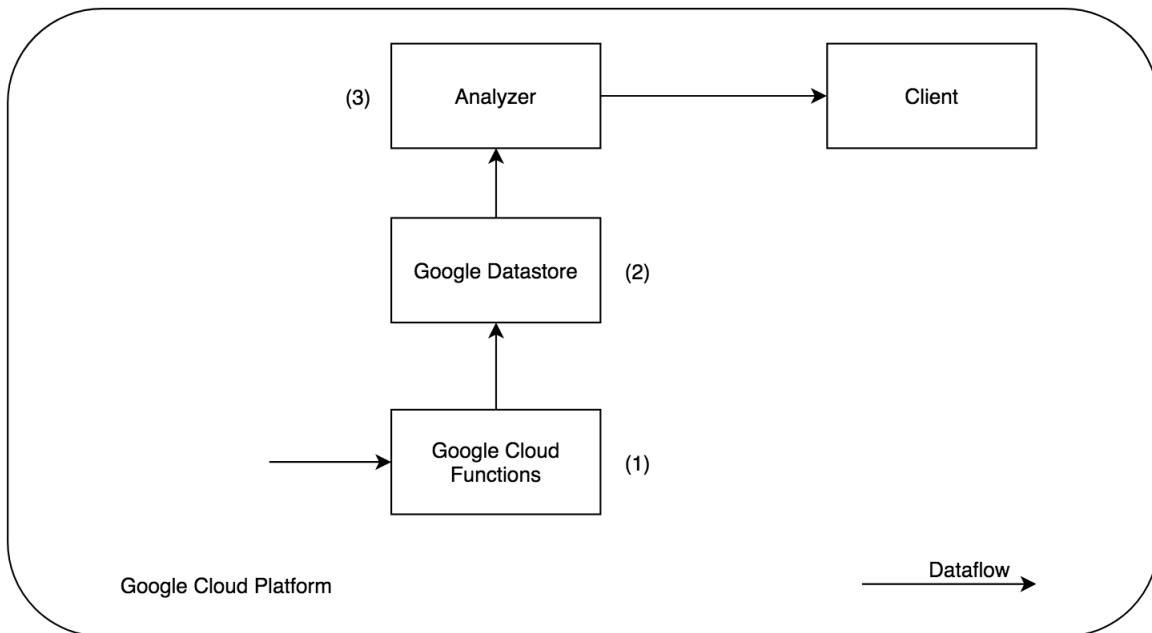 (3)
Analyzer
Client
Google Datastore
(2)
Google Cloud
Functions
(1)
Google Cloud Platform
Dataflow